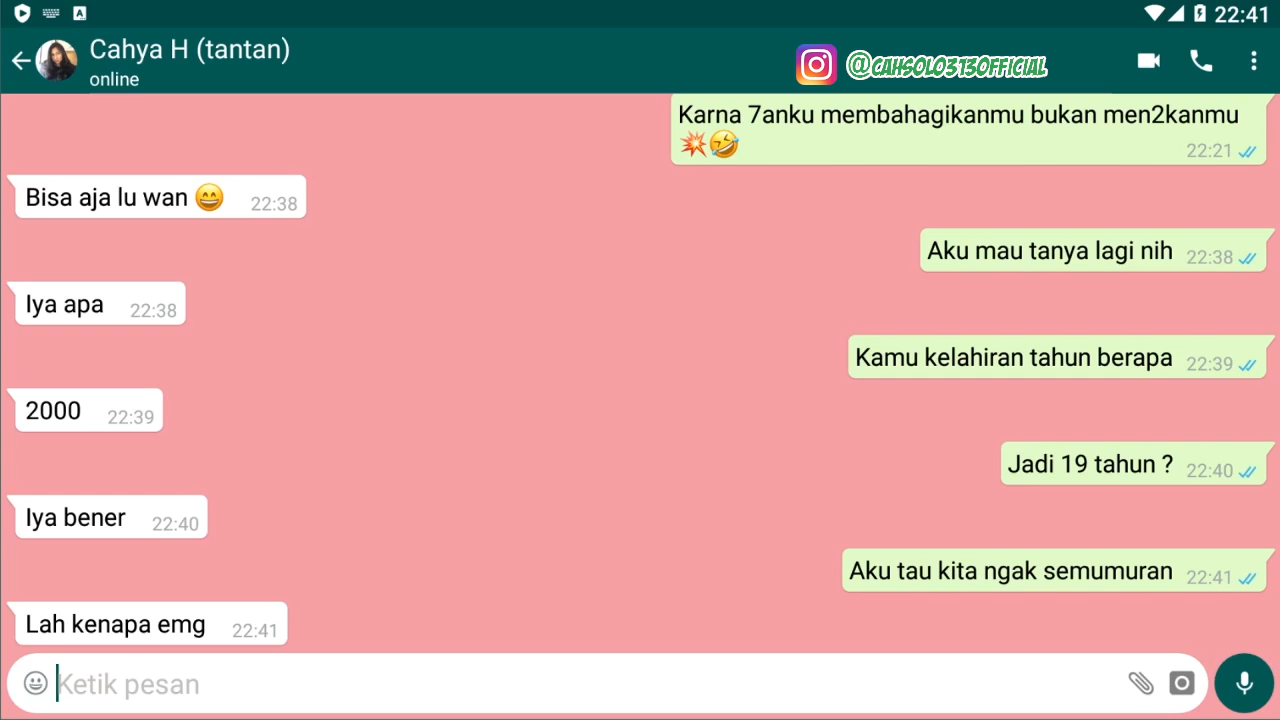 22:41
Cahya H (tantan)
online
@CAHSOLO313OFFICIAL
Karna 7anku membahagikanmu bukan men2kanmu
💥🤣 22:21
Bisa aja lu wan 😄 22:38
Aku mau tanya lagi nih 22:38
Iya apa 22:38
Kamu kelahiran tahun berapa 22:39
2000 22:39
Jadi 19 tahun ? 22:40
Iya bener 22:40
Aku tau kita ngak semumuran 22:41
Lah kenapa emg 22:41
Ketik pesan